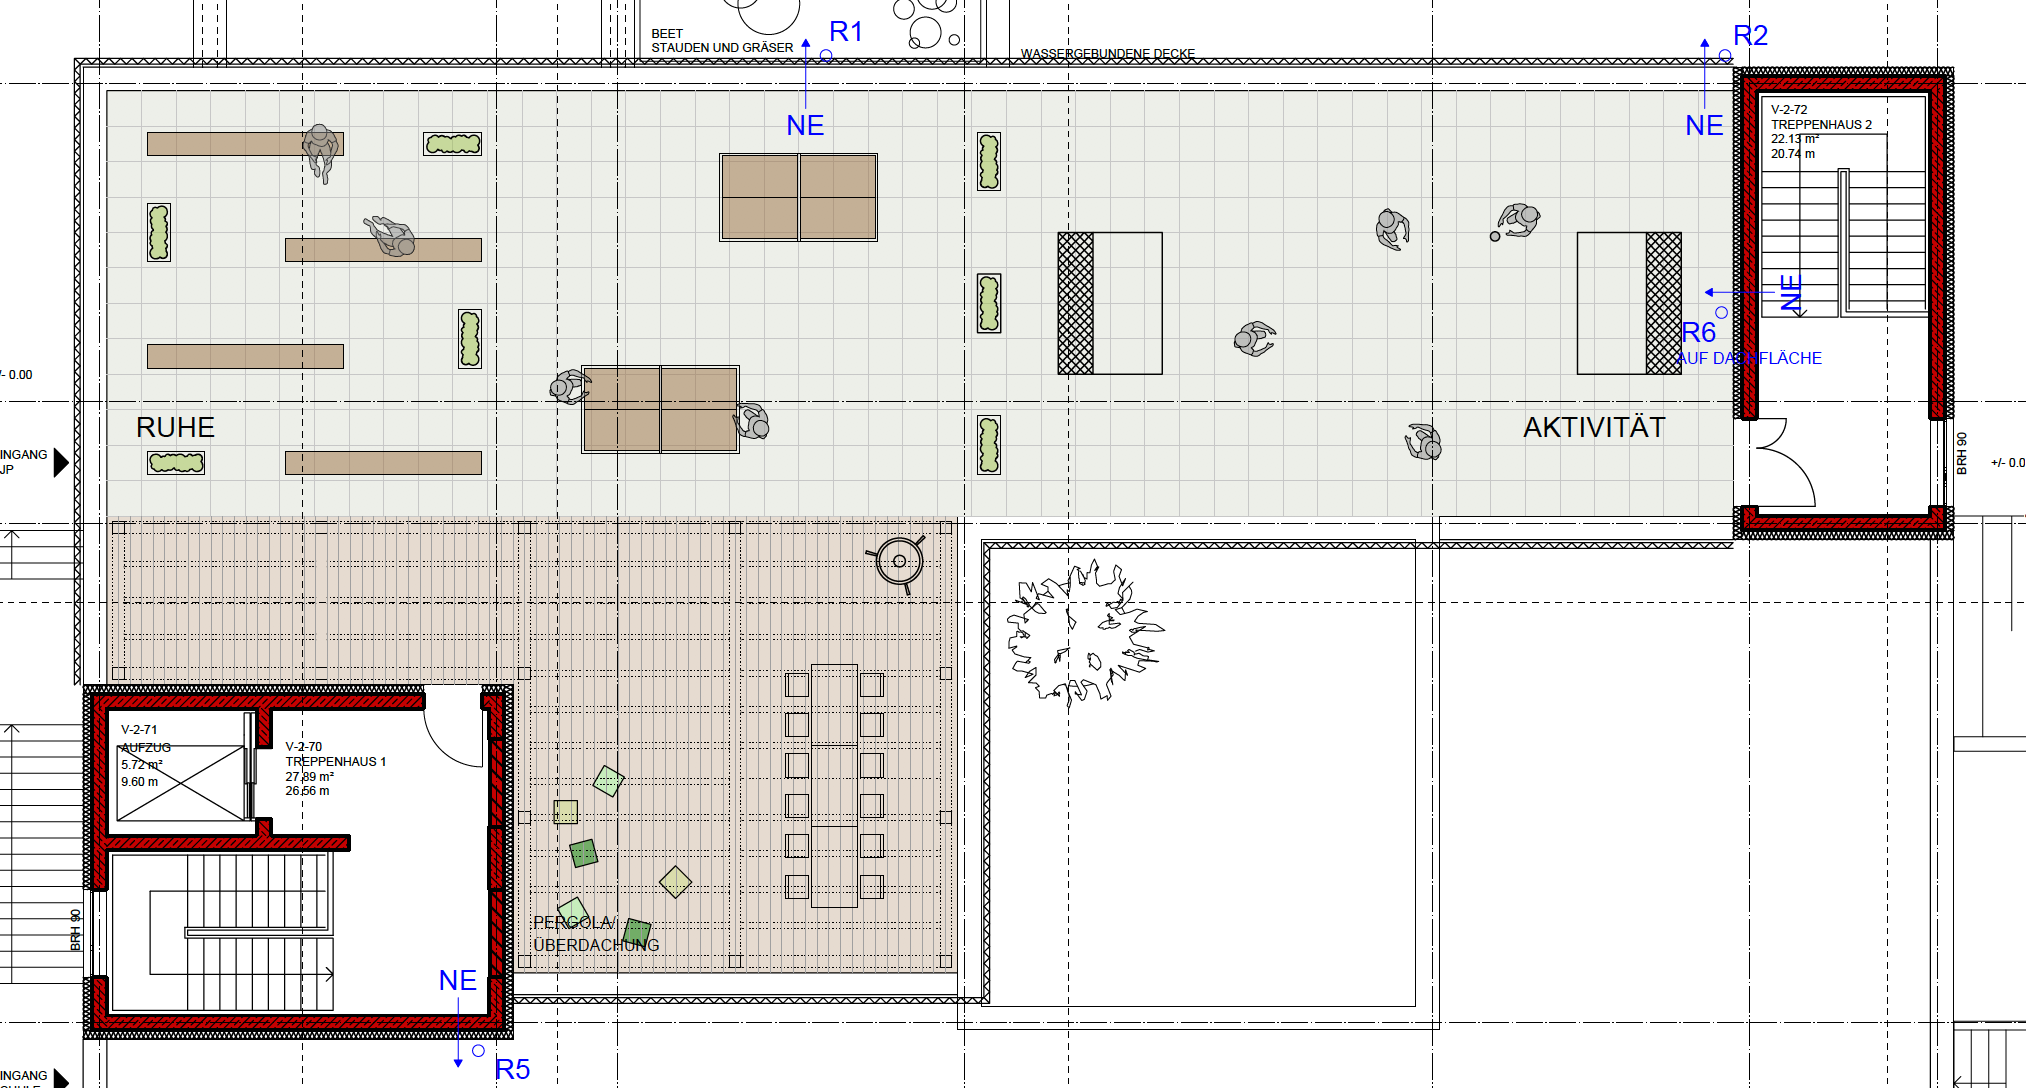 BEET
STAUDEN UND GRÄSER
R1
WASSERGEBUNDENE DECKE
R2
NE
NE
V-2-72
TREPPENHAUS 2
22.13 m²
20.74 m
NE
R6
AUF DACHFLÄCHE
- 0.00
RUHE
AKTIVITÄT
INGANG
JP
BRH 90
+/- 0.0
V-2-71
AUFZUG
5.72 m²
9.60 m
V-2-70
TREPPENHAUS 1
27.89 m²
26.56 m
PERGOLA/
ÜBERDACHUNG
BRH 90
NE
R5
INGANG